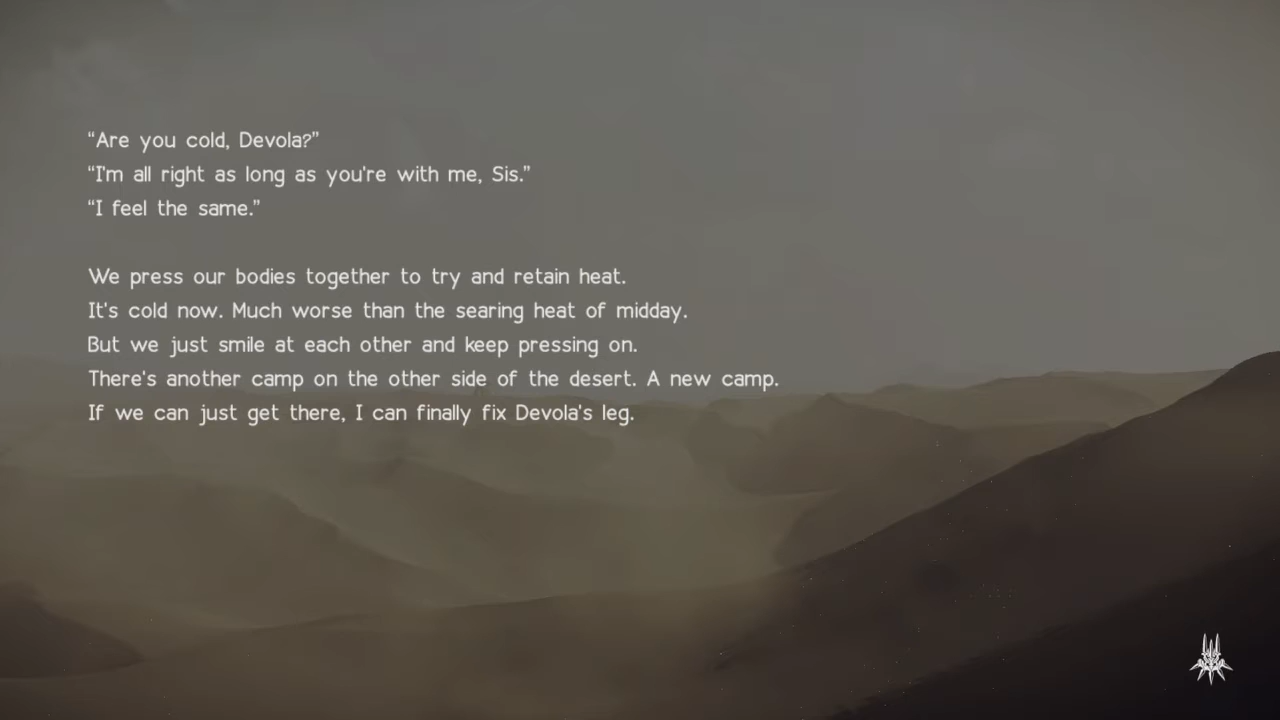 “Are you cold, Devola?”
“I'm all right as long as you're with me, Sis.”
“I feel the same.”
We press our bodies together to try and retain heat.
It's cold now. Much worse than the searing heat of midday.
But we just smile at each other and keep pressing on.
There's another camp on the other side of the desert. A new camp.
If we can just get there, I can finally fix Devola's leg.